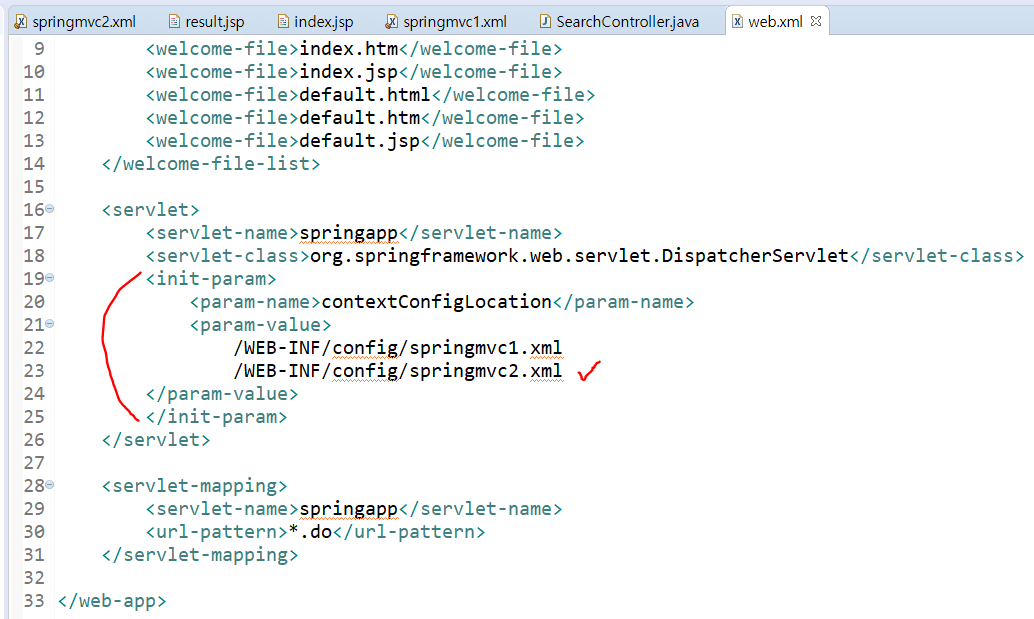 springmvc2.xml result.jsp index.jsp springmvc1.xml SearchController.java web.xml
9 <welcome-file>index.htm</welcome-file>
10 <welcome-file>index.jsp</welcome-file>
11 <welcome-file>default.html</welcome-file>
12 <welcome-file>default.htm</welcome-file>
13 <welcome-file>default.jsp</welcome-file>
14 </welcome-file-list>
15
16 <servlet>
17 <servlet-name>springapp</servlet-name>
18 <servlet-class>org.springframework.web.servlet.DispatcherServlet</servlet-class>
19 <init-param>
20 <param-name>contextConfigLocation</param-name>
21 <param-value>
22 /WEB-INF/config/springmvc1.xml
23 /WEB-INF/config/springmvc2.xml
24 </param-value>
25 </init-param>
26 </servlet>
27
28 <servlet-mapping>
29 <servlet-name>springapp</servlet-name>
30 <url-pattern>*.do</url-pattern>
31 </servlet-mapping>
32
33 </web-app>